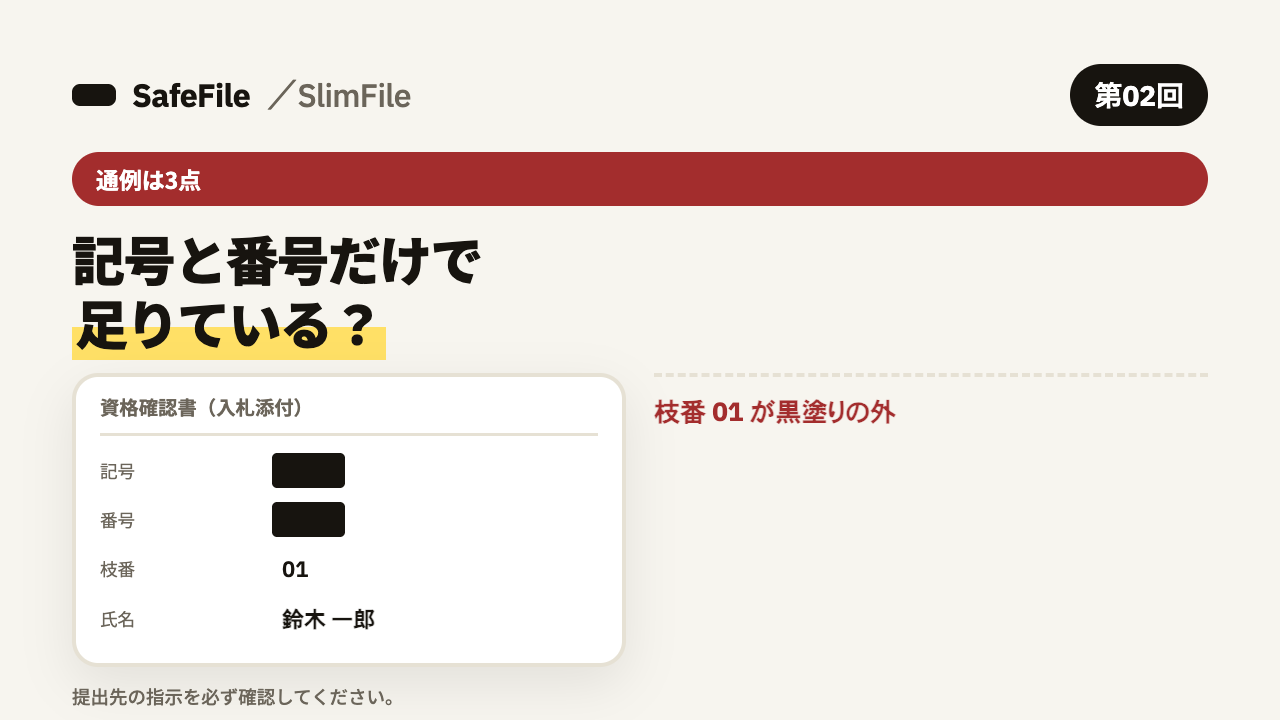 SafeFile ／SlimFile
第02回
通例は3点
記号と番号だけで
足りている？
資格確認書（入札添付）
記号
番号
枝番 01
氏名 鈴木 一郎
枝番 01 が黒塗りの外
提出先の指示を必ず確認してください。